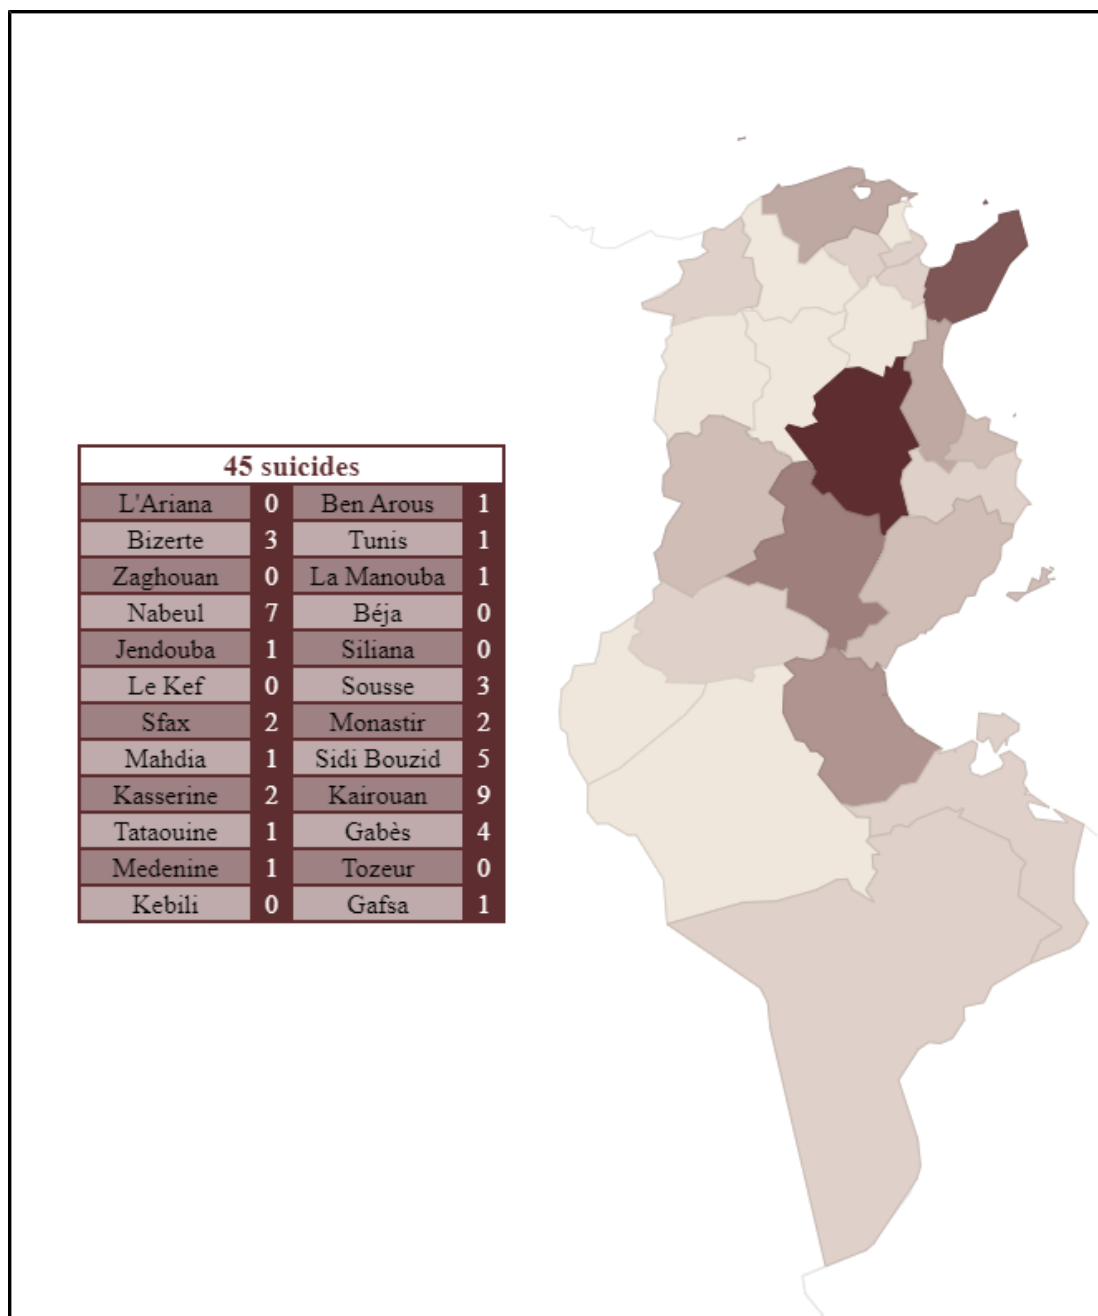 45 suicides
L'Ariana 0 Ben Arous 1
Bizerte 3 Tunis 1
Zaghouan 0 La Manouba 1
Nabeul 7 Béja 0
Jendouba 1 Siliana 0
Le Kef 0 Sousse 3
Sfax 2 Monastir 2
Mahdia 1 Sidi Bouzid 5
Kasserine 2 Kairouan 9
Tataouine 1 Gabès 4
Medenine 1 Tozeur 0
Kebili 0 Gafsa 1